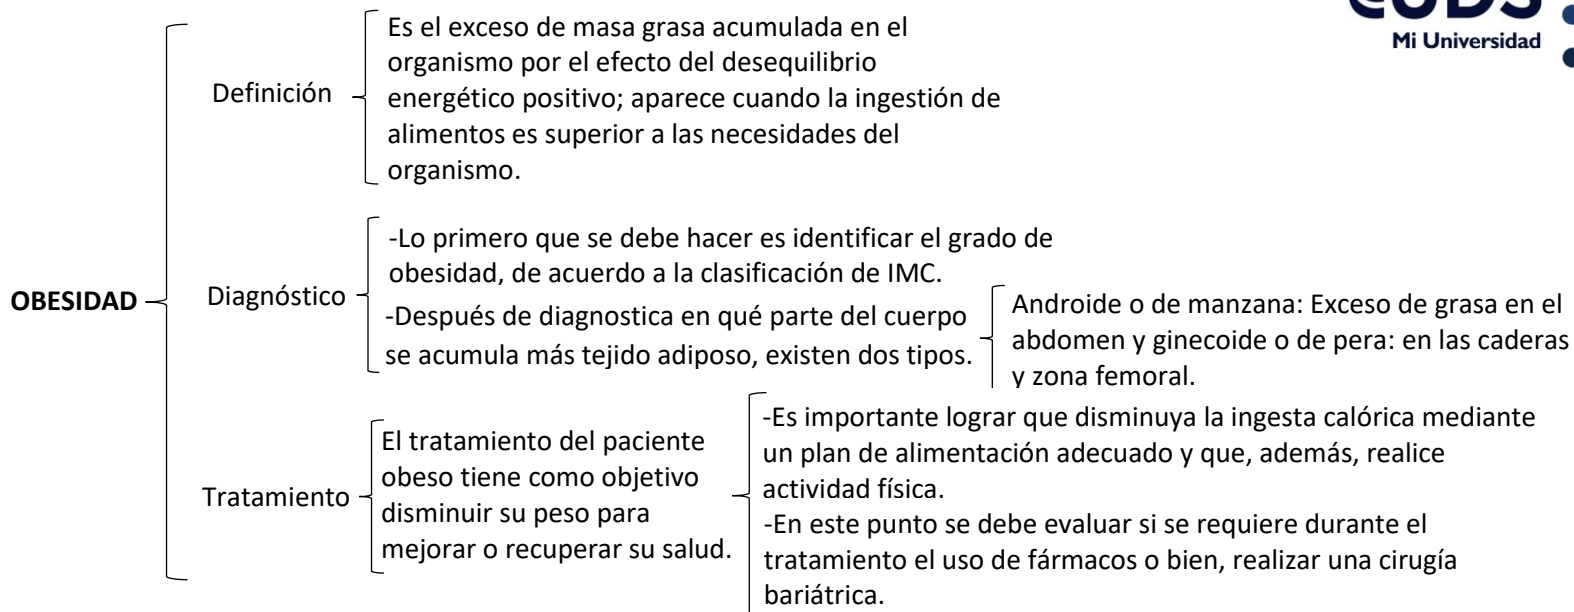 UDS
Mi Universidad
Es el exceso de masa grasa acumulada en el
organismo por el efecto del desequilibrio
Definición
energético positivo; aparece cuando la ingestión de
alimentos es superior a las necesidades del
organismo.
OBESIDAD
Diagnóstico
-Lo primero que se debe hacer es identificar el grado de
obesidad, de acuerdo a la clasificación de IMC.
-Después de diagnostica en qué parte del cuerpo
se acumula más tejido adiposo, existen dos tipos.
Androide o de manzana: Exceso de grasa en el
abdomen y ginecoide o de pera: en las caderas
y zona femoral.
Tratamiento
El tratamiento del paciente
obeso tiene como objetivo
disminuir su peso para
mejorar o recuperar su salud.
-Es importante lograr que disminuya la ingesta calórica mediante
un plan de alimentación adecuado y que, además, realice
actividad física.
-En este punto se debe evaluar si se requiere durante el
tratamiento el uso de fármacos o bien, realizar una cirugía
bariátrica.